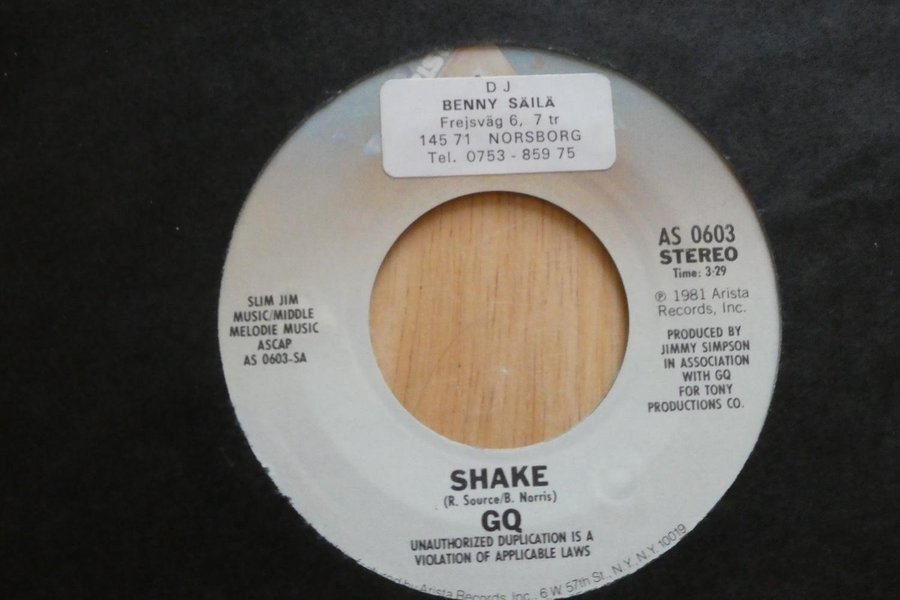 D J
BENNY SÄILÄ
Frejsväg 6, 7 tr
145 71 NORSBORG
Tel. 0753 - 859 75
AS 0603
STEREO
Time: 3:29
℗ 1981 Arista
Records, Inc.
PRODUCED BY
JIMMY SIMPSON
IN ASSOCIATION
WITH GQ
FOR TONY
PRODUCTIONS CO.
SLIM JIM
MUSIC/MIDDLE
MELODIE MUSIC
ASCAP
AS 0603-SA
SHAKE
(R. Source/B. Norris)
GQ
UNAUTHORIZED DUPLICATION IS A
VIOLATION OF APPLICABLE LAWS
by Arista Records, Inc., 6 W. 57th St., N.Y., N.Y. 10019